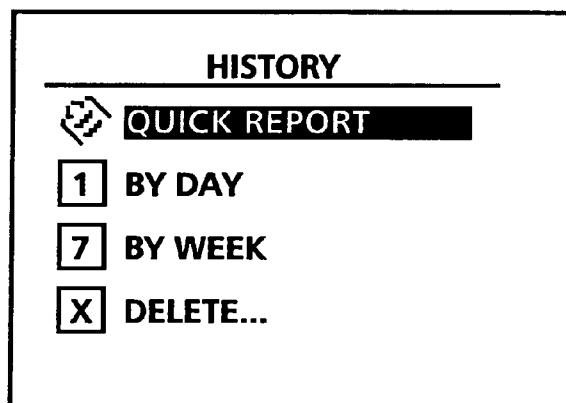 HISTORY
QUICK REPORT
1 BY DAY
7 BY WEEK
X DELETE...